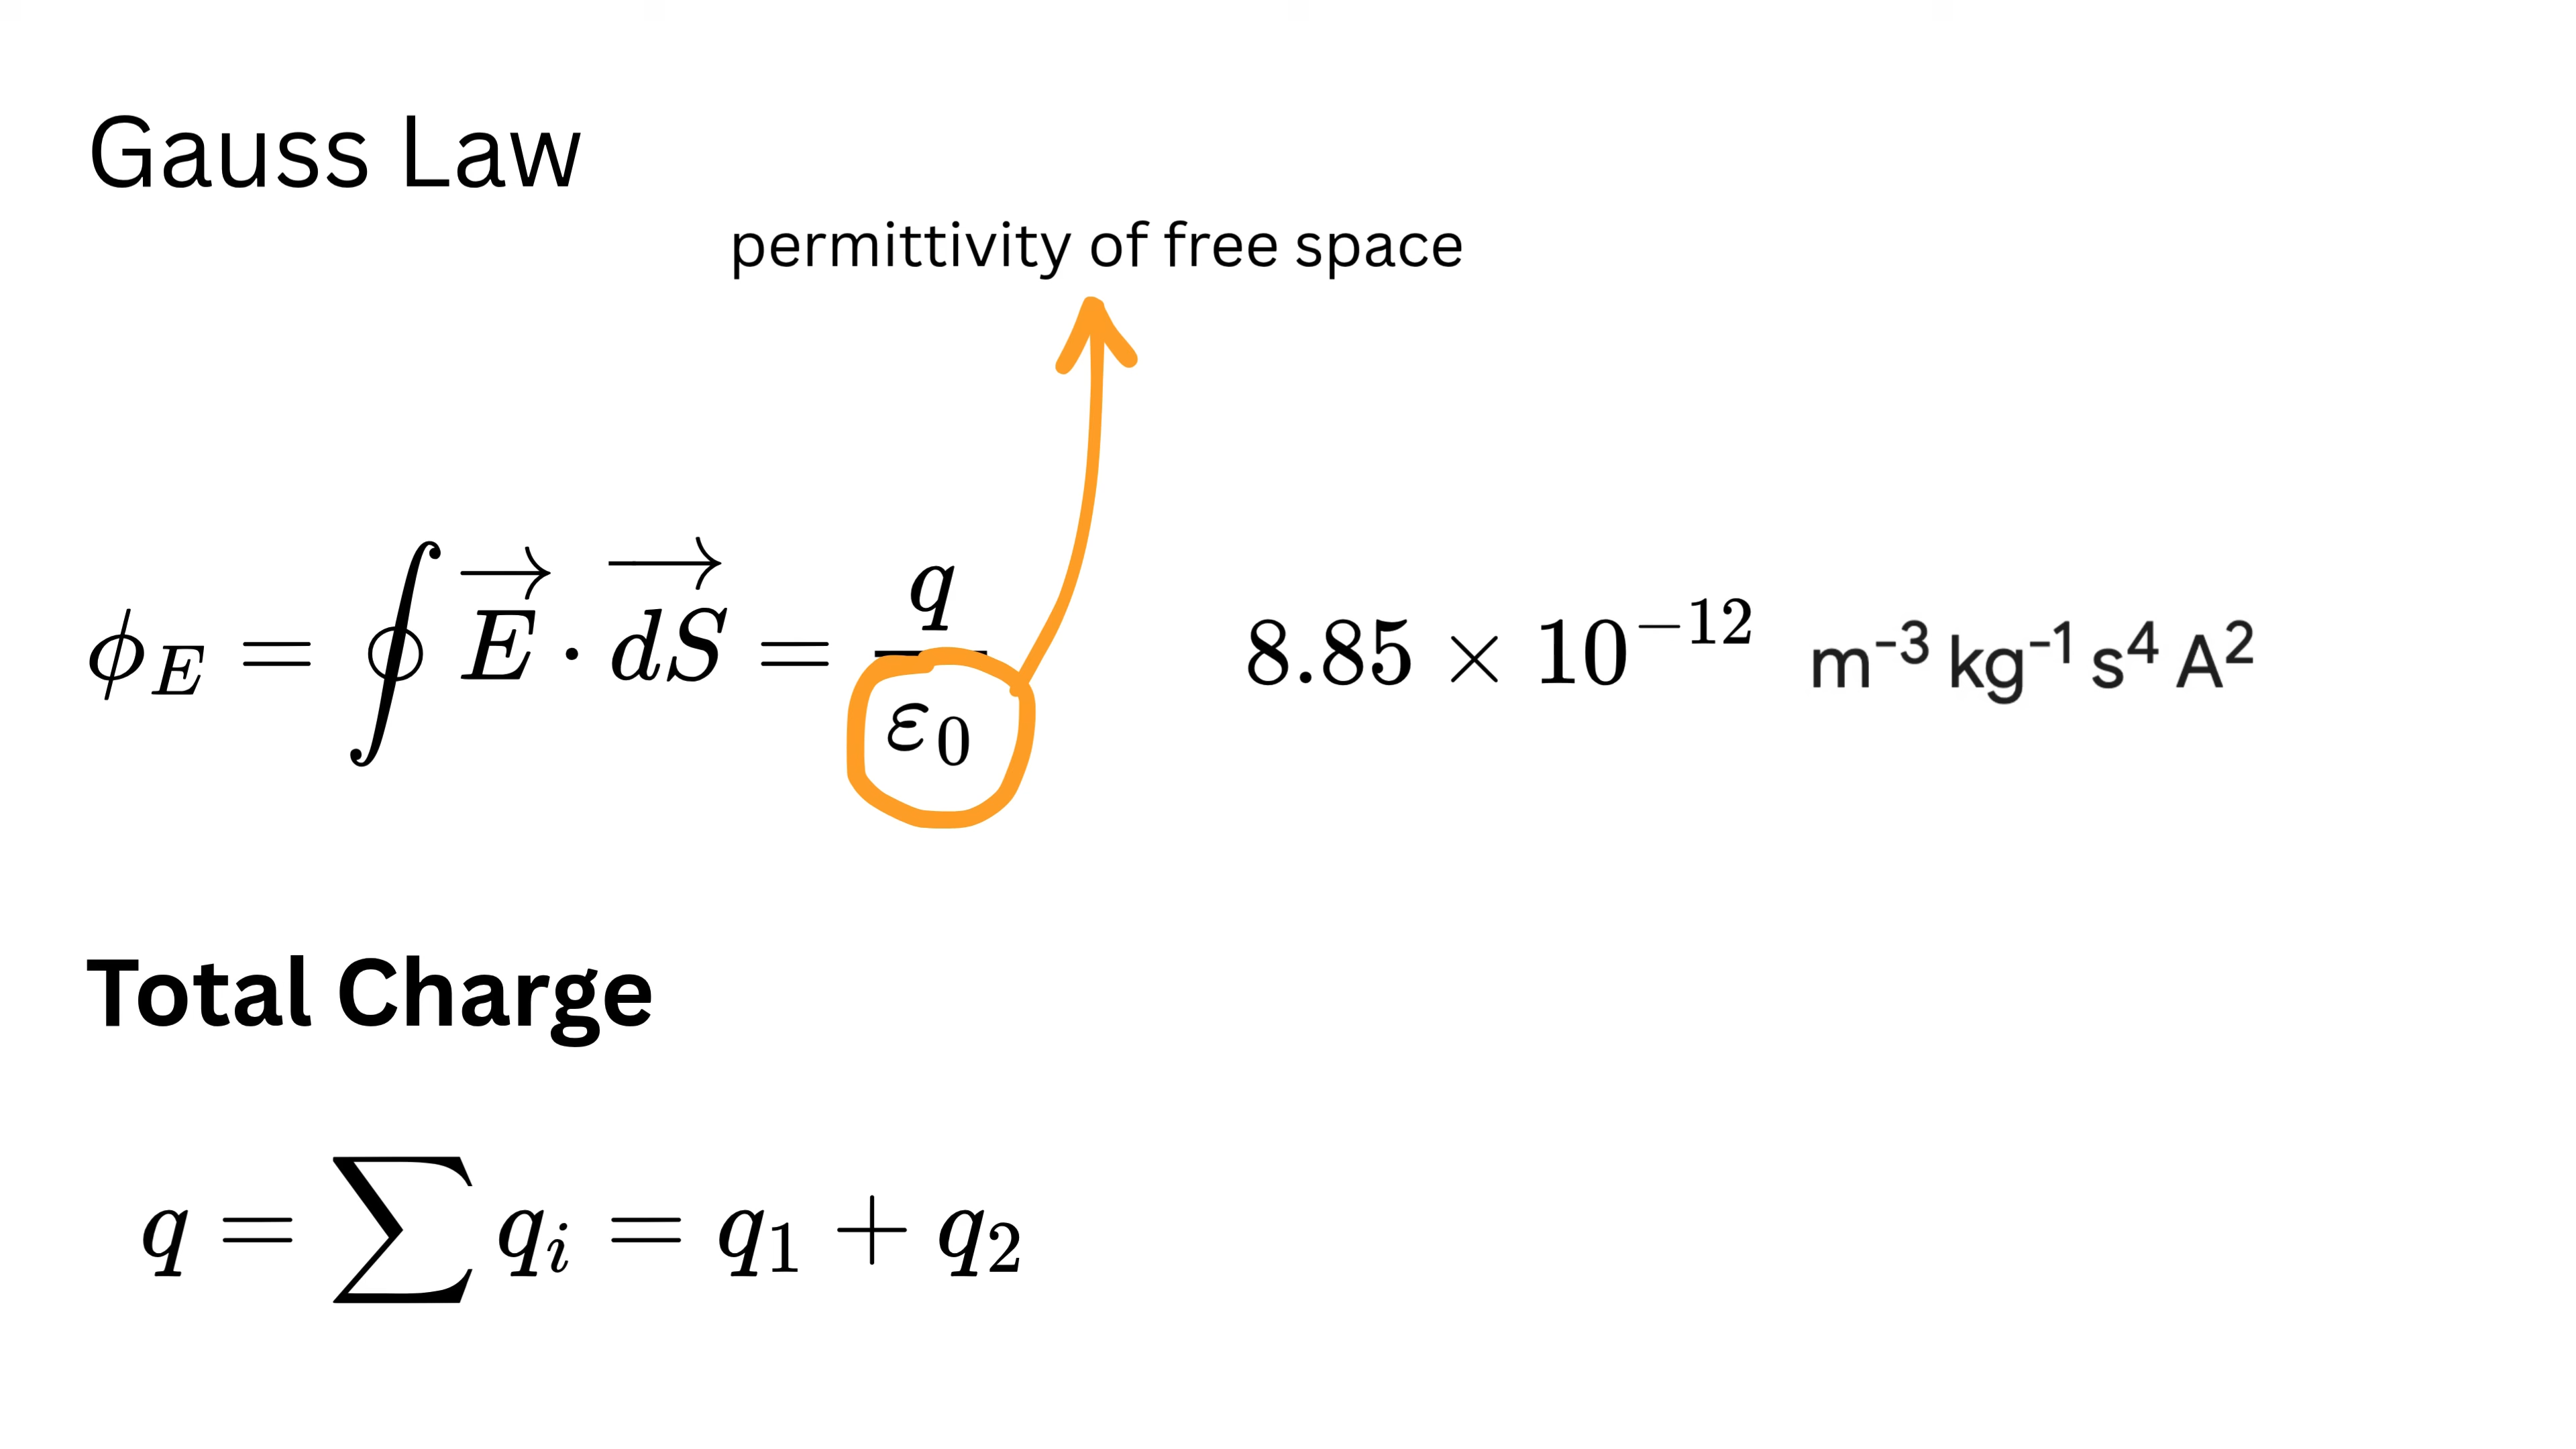 Gauss Law
permittivity of free space
ϕ_E = ∮ E⃗ · dS⃗ = q/ε₀
8.85 × 10⁻¹² m⁻³ kg⁻¹ s⁴ A²
Total Charge
q = ∑ qᵢ = q₁ + q₂